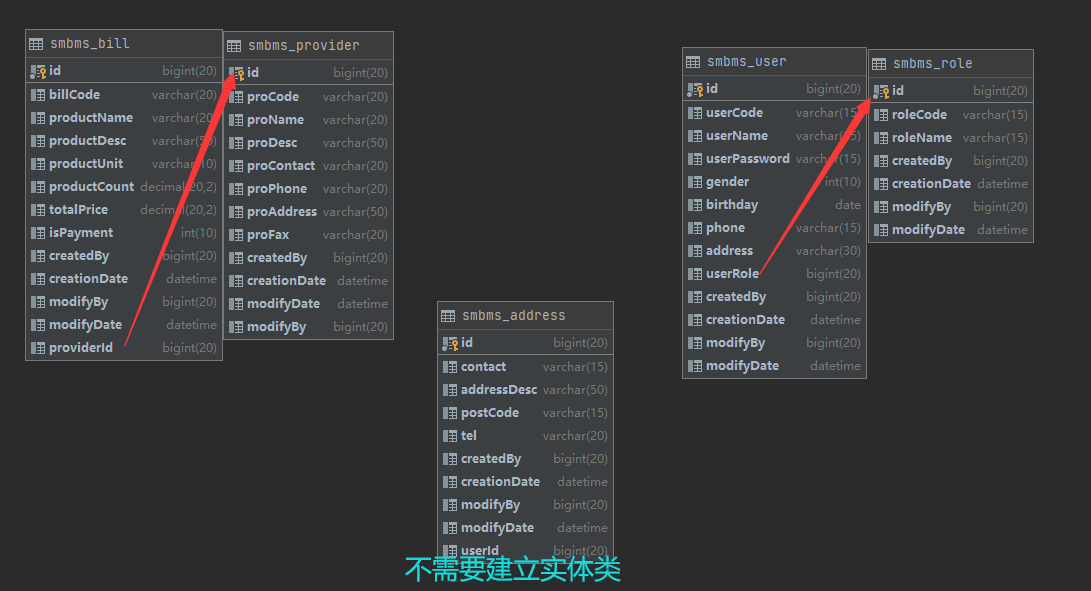 smbms_bill
id bigint(20)
billCode varchar(20)
productName varchar(20)
productDesc varchar(50)
productUnit varchar(10)
productCount decimal(20,2)
totalPrice decimal(20,2)
isPayment int(10)
createdBy bigint(20)
creationDate datetime
modifyBy bigint(20)
modifyDate datetime
providerId bigint(20)
smbms_provider
id bigint(20)
proCode varchar(20)
proName varchar(20)
proDesc varchar(50)
proContact varchar(20)
proPhone varchar(20)
proAddress varchar(50)
proFax varchar(20)
createdBy bigint(20)
creationDate datetime
modifyDate datetime
modifyBy bigint(20)
smbms_address
id bigint(20)
contact varchar(15)
addressDesc varchar(50)
postCode varchar(15)
tel varchar(20)
createdBy bigint(20)
creationDate datetime
modifyBy bigint(20)
modifyDate datetime
userId bigint(20)
不需要建立实体类
smbms_user
id bigint(20)
userCode varchar(15)
userName varchar(15)
userPassword varchar(15)
gender int(10)
birthday date
phone varchar(15)
address varchar(30)
userRole bigint(20)
createdBy bigint(20)
creationDate datetime
modifyBy bigint(20)
modifyDate datetime
smbms_role
id bigint(20)
roleCode varchar(15)
roleName varchar(15)
createdBy bigint(20)
creationDate datetime
modifyBy bigint(20)
modifyDate datetime